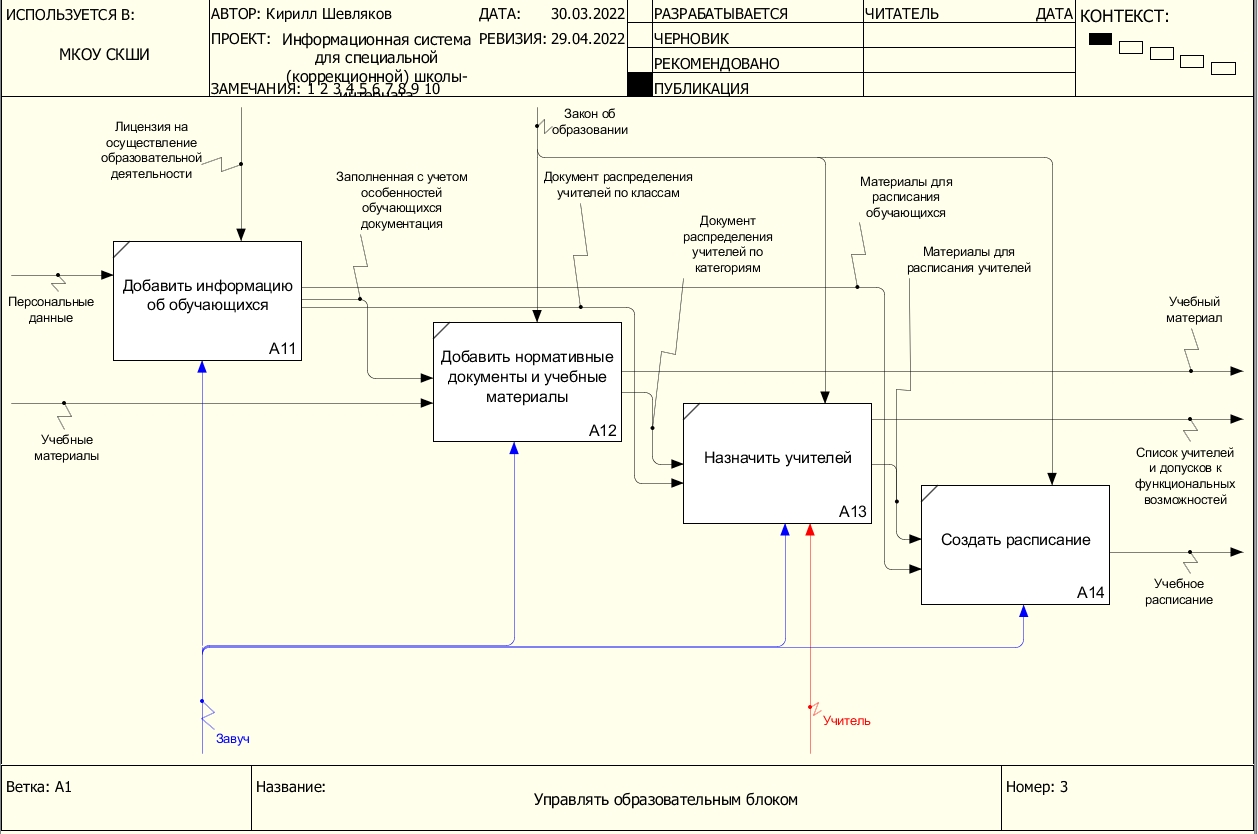 ИСПОЛЬЗУЕТСЯ В:
МКОУ СКШИ
АВТОР: Кирилл Шевляков
ДАТА: 30.03.2022
ПРОЕКТ: Информационная система
для специальной
(коррекционной) школы-
интерната
РЕВИЗИЯ: 29.04.2022
ЗАМЕЧАНИЯ: 1 2 3 4 5 6 7 8 9 10
РАЗРАБАТЫВАЕТСЯ
ЧЕРНОВИК
РЕКОМЕНДОВАНО
ПУБЛИКАЦИЯ
ЧИТАТЕЛЬ
ДАТА
КОНТЕКСТ:
Лицензия на
осуществление
образовательной
деятельности
Закон об
образовании
Заполненная с учетом
особенностей
обучающихся
документация
Документ распределения
учителей по классам
Документ
распределения
учителей по
категориям
Материалы для
расписания
обучающихся
Материалы для
расписания учителей
Персональные
данные
Добавить информацию
об обучающихся
A11
Учебный
материал
Добавить нормативные
документы и учебные
материалы
A12
Учебные
материалы
Назначить учителей
A13
Список учителей
и допусков к
функциональных
возможностей
Создать расписание
A14
Учебное
расписание
Завуч
Учитель
Ветка: A1
Название:
Управлять образовательным блоком
Номер: 3